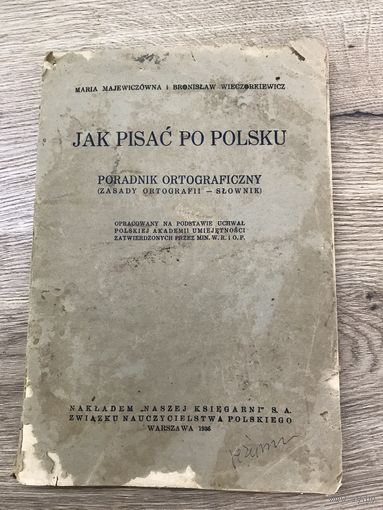 MARIA MAJEWICZÓWNA I BRONISŁAW WIECZORKIEWICZ
JAK PISAĆ PO POLSKU
PORADNIK ORTOGRAFICZNY
(ZASADY ORTOGRAFII — SŁOWNIK)
OPRACOWANY NA PODSTAWIE UCHWAŁ
POLSKIEJ AKADEMII UMIEJĘTNOŚCI
ZATWIERDZONYCH PRZEZ MIN. W. R. i O. P.
NAKŁADEM „NASZEJ KSIĘGARNI" S. A.
ZWIĄZKU NAUCZYCIELSTWA POLSKIEGO
WARSZAWA 1936